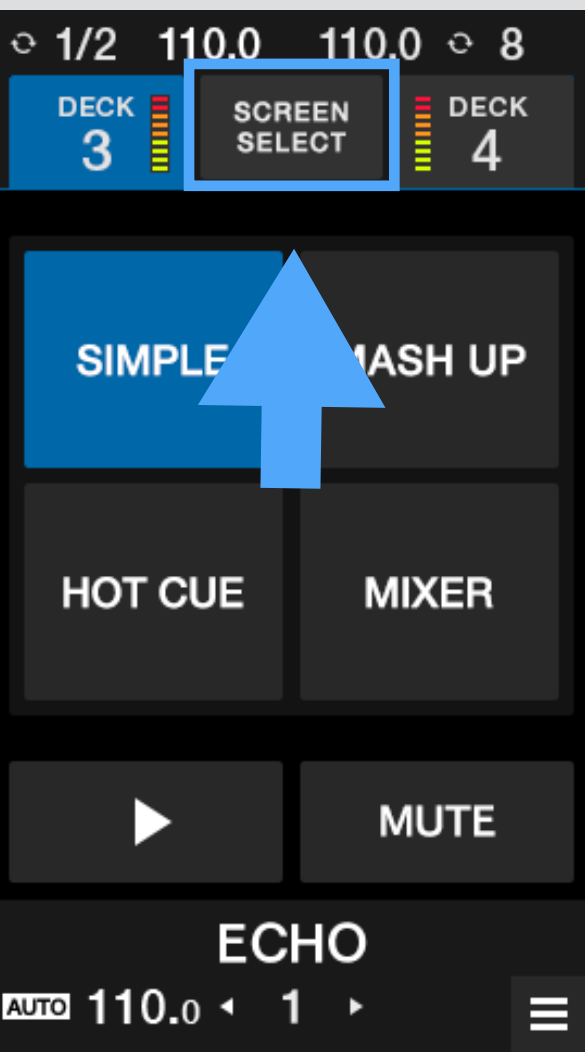 1/2 110.0 110.0 8
DECK 3
SCREEN SELECT
DECK 4
SIMPLE
MASH UP
HOT CUE
MIXER
MUTE
ECHO
AUTO 110.0 1